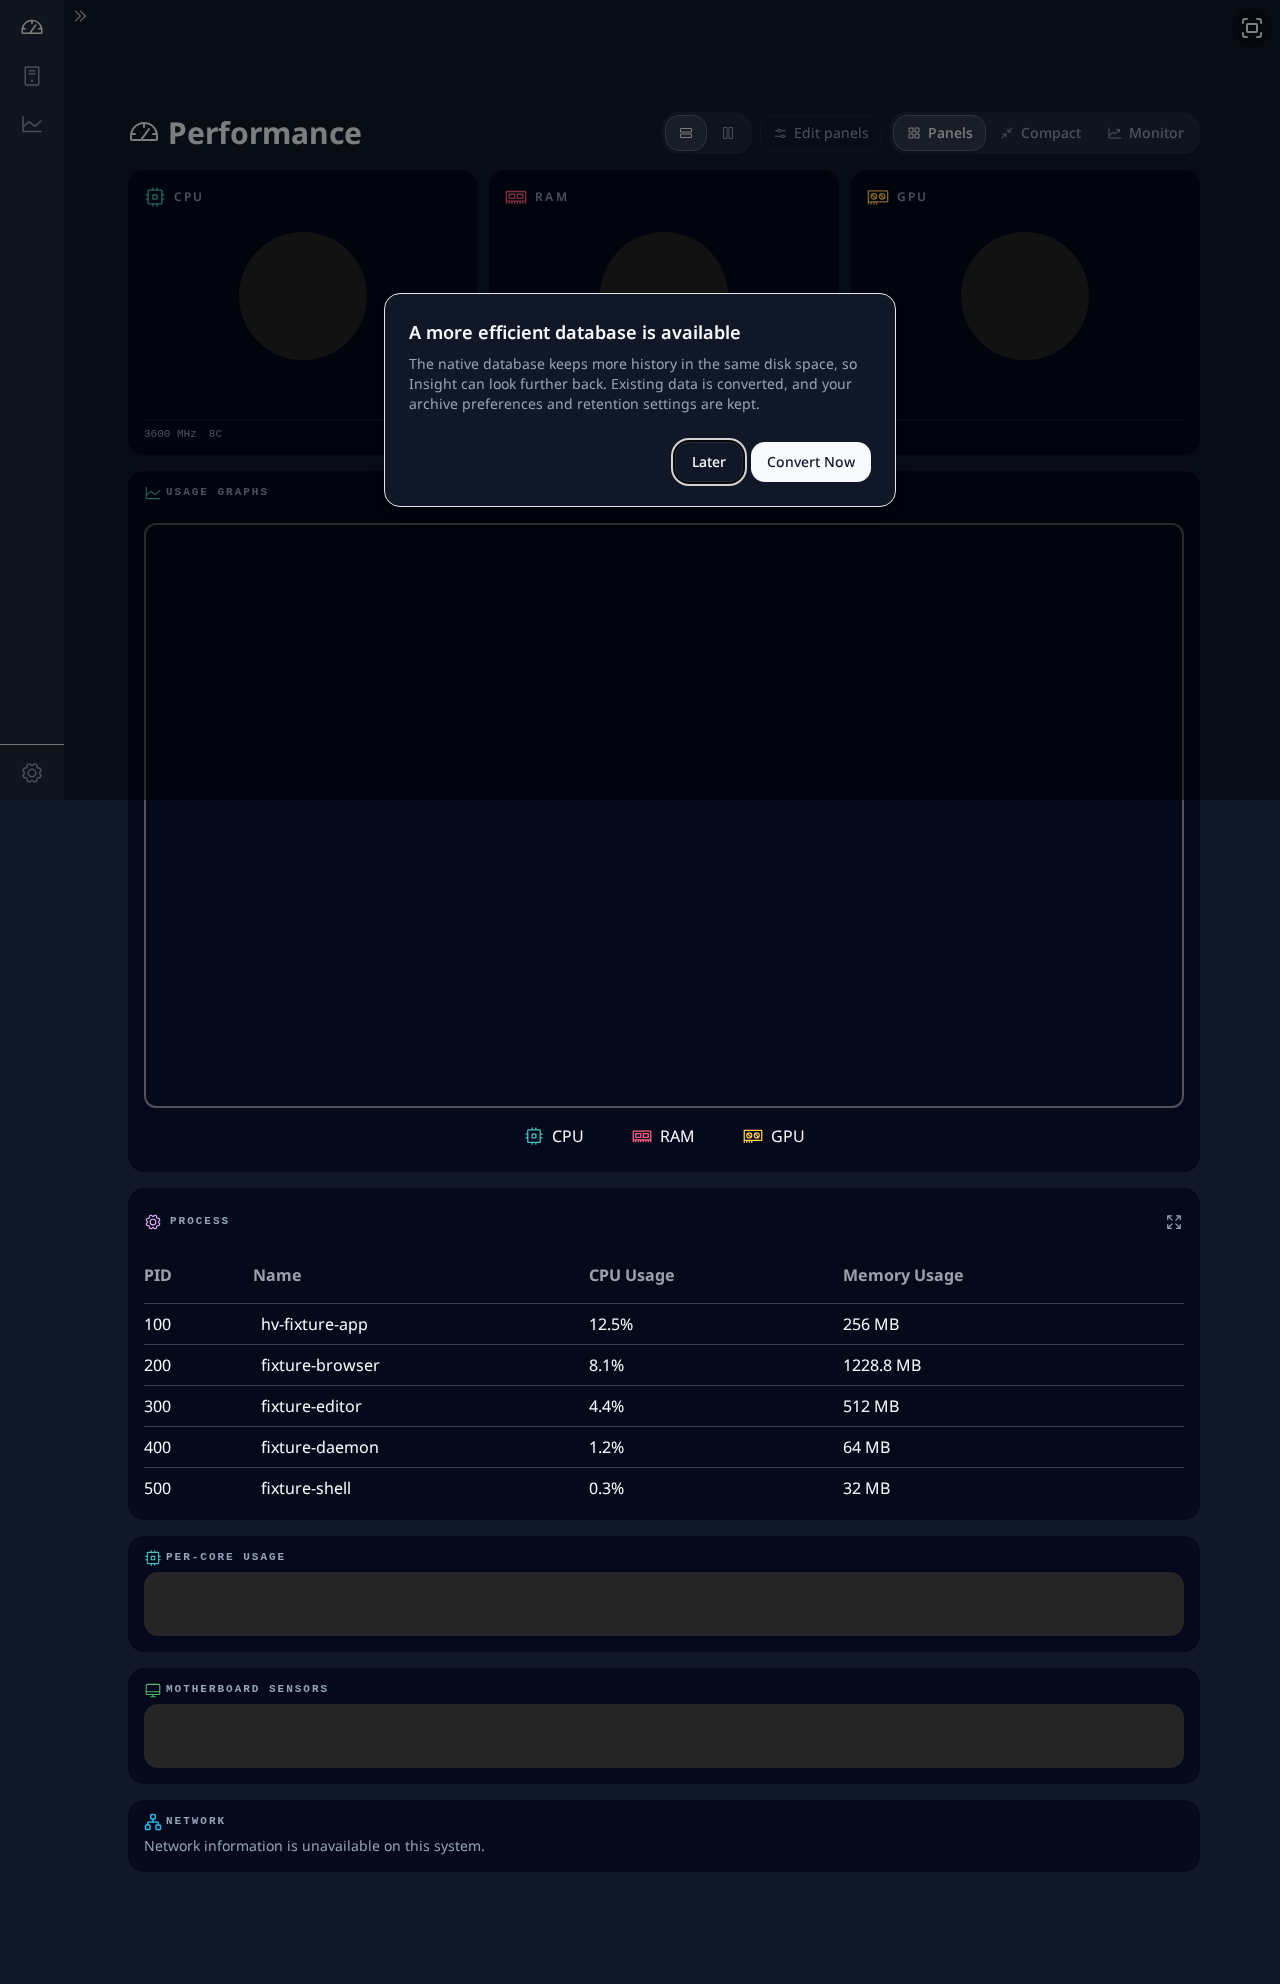 Performance
Edit panels
Panels
Compact
Monitor
CPU
RAM
GPU
A more efficient database is available
The native database keeps more history in the same disk space, so
Insight can look further back. Existing data is converted, and your
archive preferences and retention settings are kept.
3600 MHz 8C
Later
Convert Now
USAGE GRAPHS
CPU
RAM
GPU
PROCESS
PID Name CPU Usage Memory Usage
100 hv-fixture-app 12.5% 256 MB
200 fixture-browser 8.1% 1228.8 MB
300 fixture-editor 4.4% 512 MB
400 fixture-daemon 1.2% 64 MB
500 fixture-shell 0.3% 32 MB
PER-CORE USAGE
MOTHERBOARD SENSORS
NETWORK
Network information is unavailable on this system.